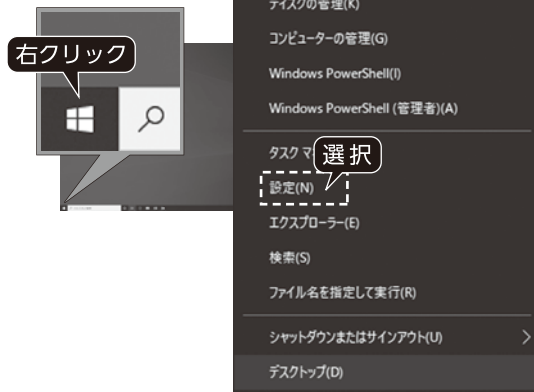 右クリック
ディスクの管理(K)
コンピューターの管理(G)
Windows PowerShell(I)
Windows PowerShell (管理者)(A)
タスク マ
選択
設定(N)
エクスプローラー(E)
検索(S)
ファイル名を指定して実行(R)
シャットダウンまたはサインアウト(U)
デスクトップ(D)